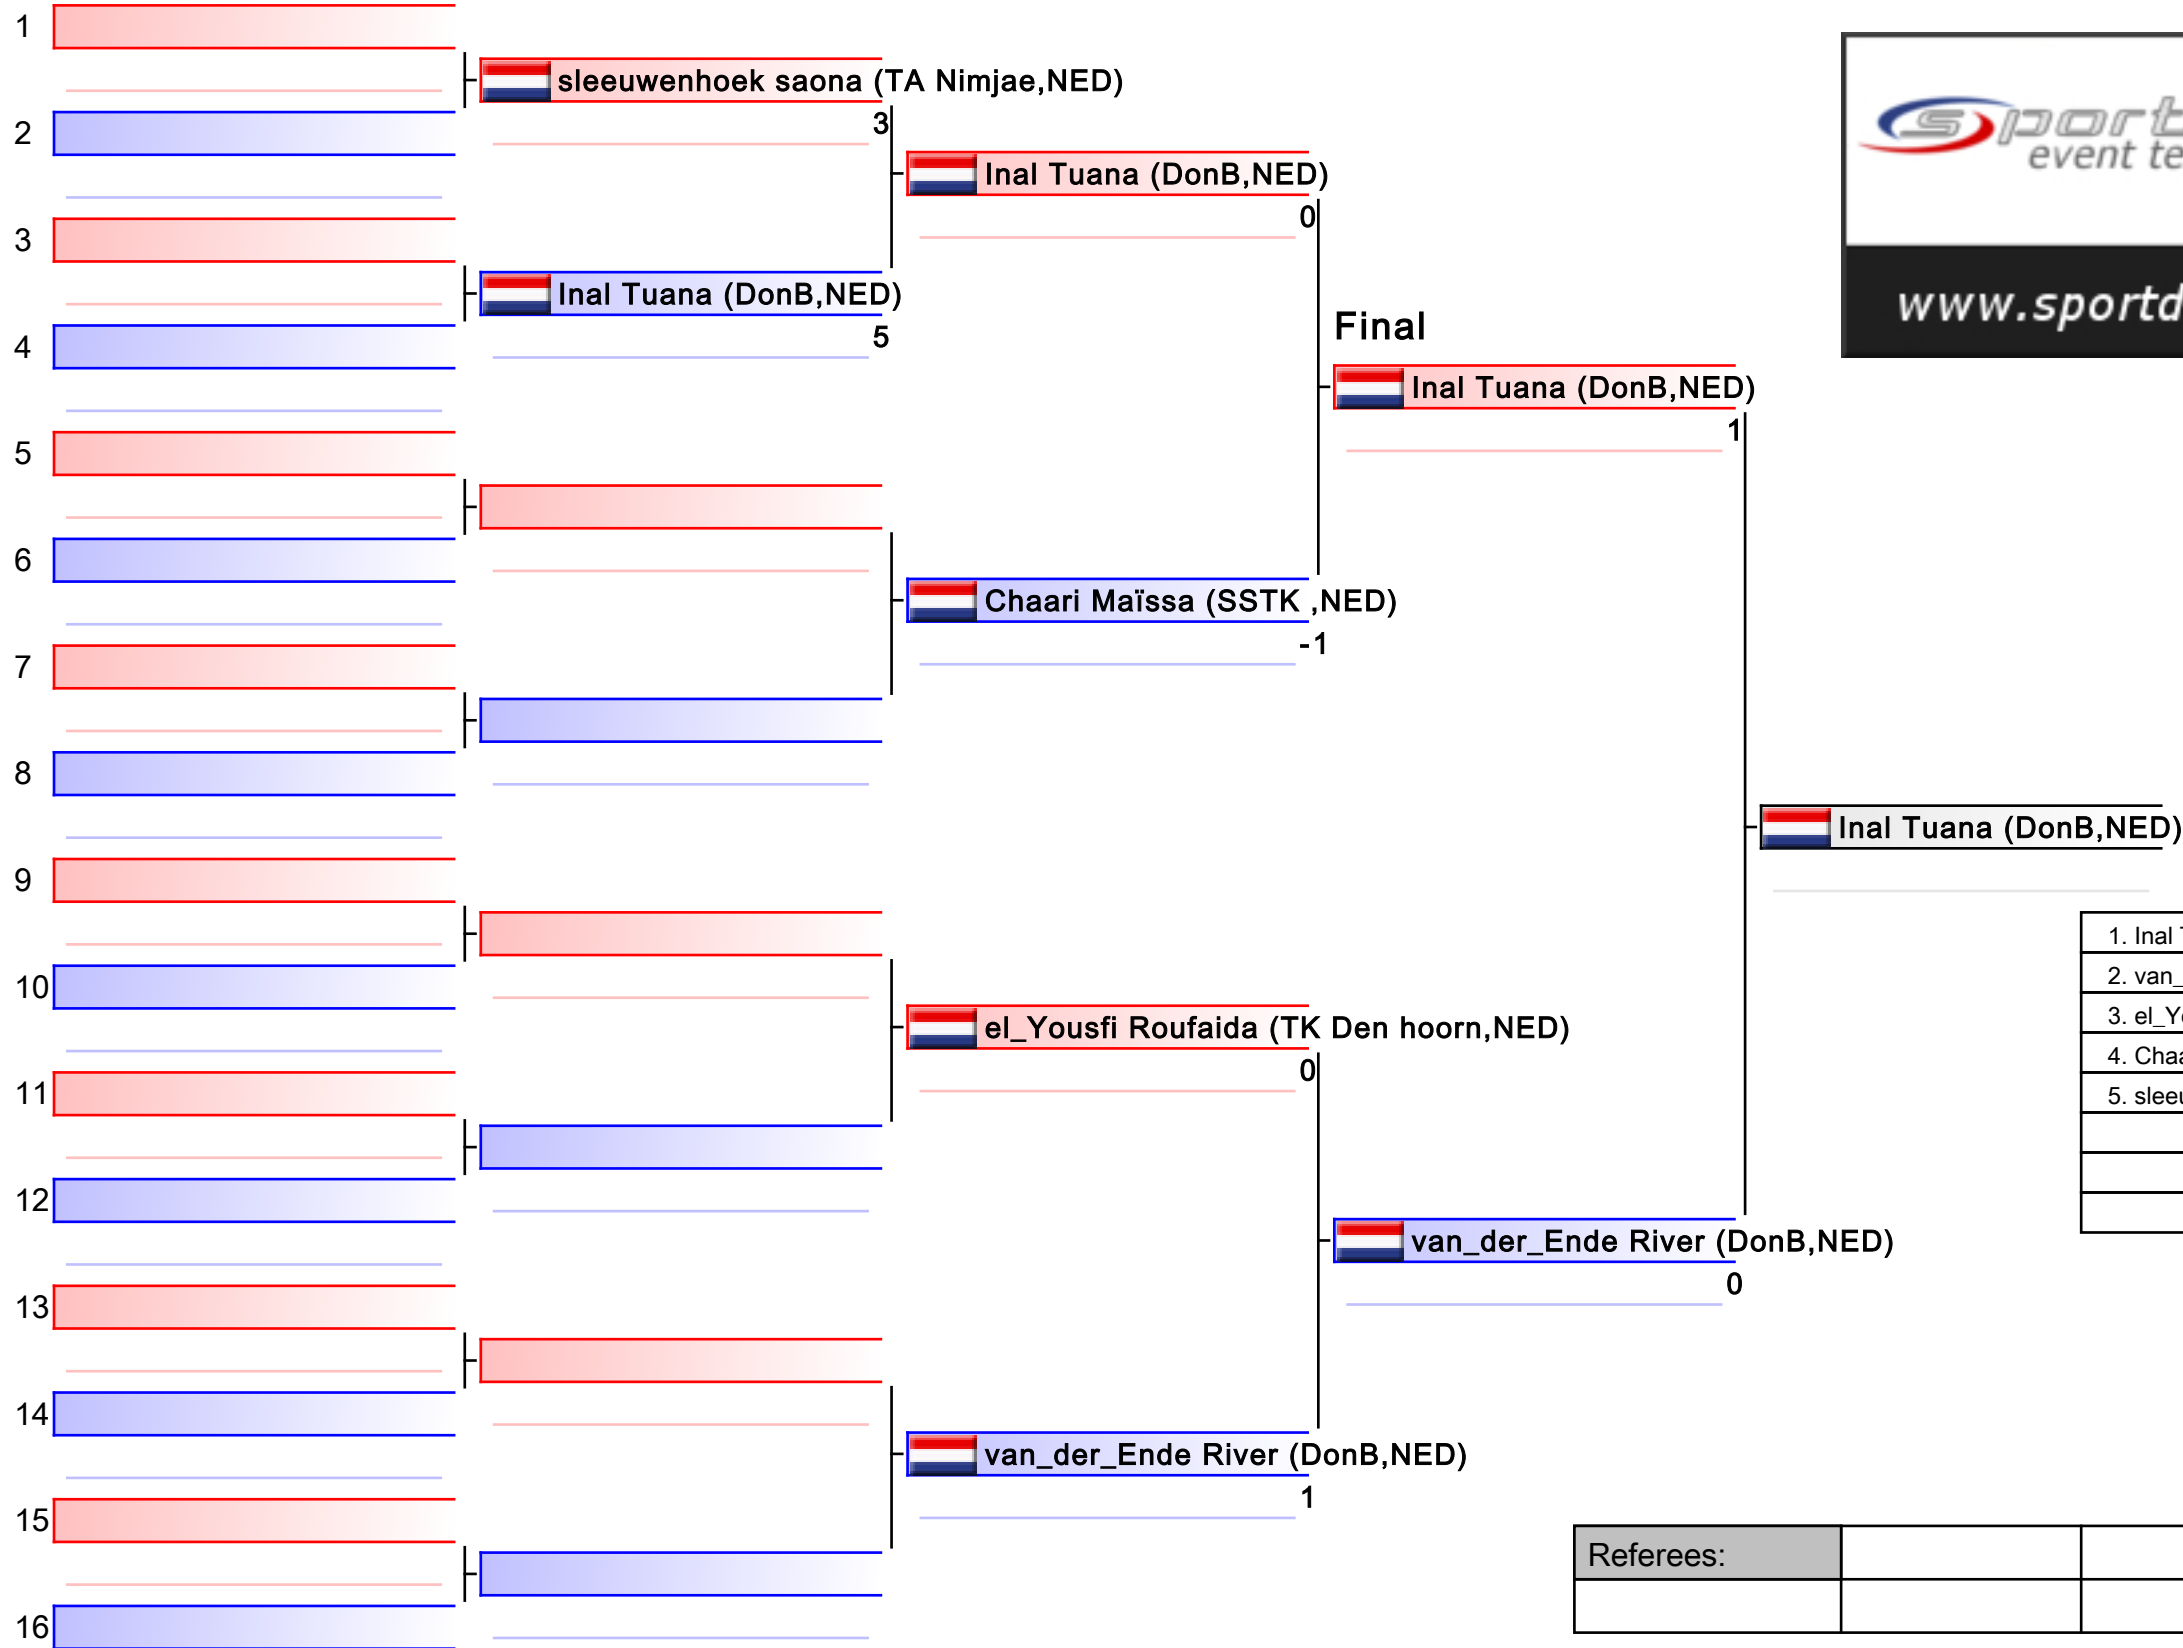 1
sleeuwenhoek saona (TA Nimjae,NED)
3
2
Inal Tuana (DonB,NED)
0
3
Inal Tuana (DonB,NED)
5
4
Final
Inal Tuana (DonB,NED)
1
5
6
Chaari Maïssa (SSTK ,NED)
-1
7
8
Inal Tuana (DonB,NED)
9
10
el_Yousfi Roufaida (TK Den hoorn,NED)
0
11
12
van_der_Ende River (DonB,NED)
0
13
14
van_der_Ende River (DonB,NED)
1
15
16
sport
event te
www.sportd
1. Inal
2. van_
3. el_Y
4. Chaa
5. slee
Referees: